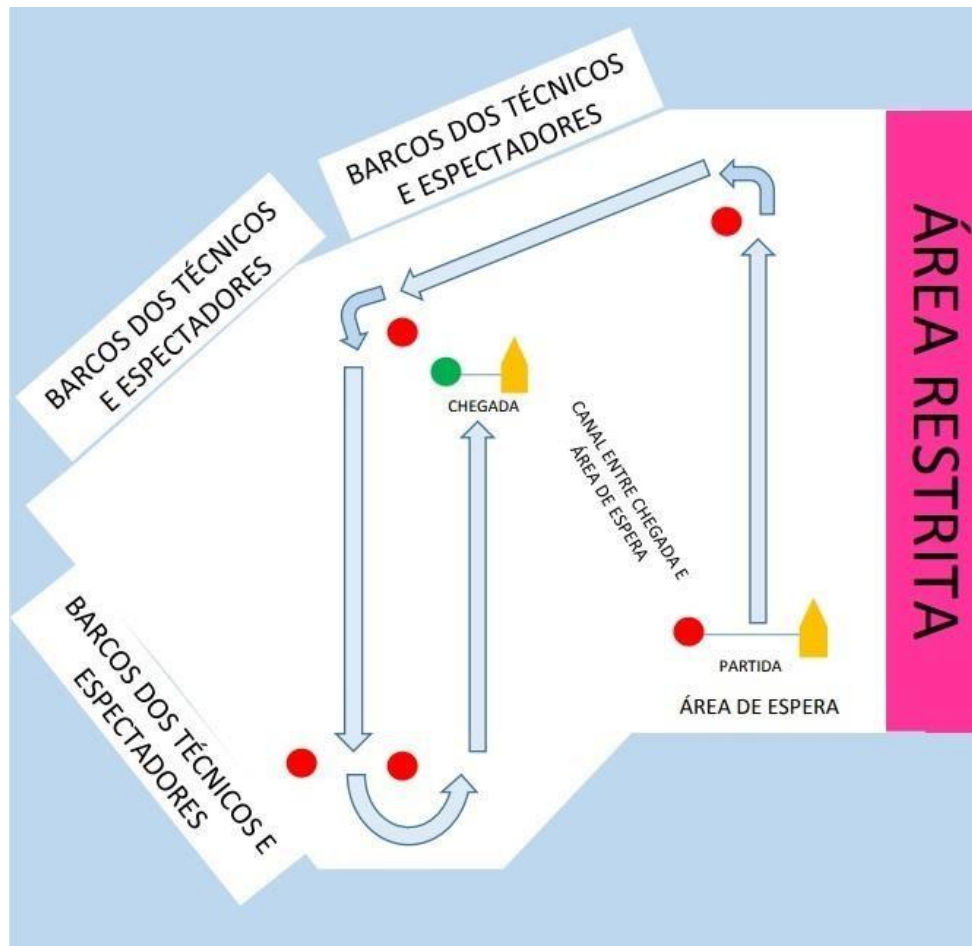 BARCOS DOS TÉCNICOS
E ESPECTADORES
BARCOS DOS TÉCNICOS
E ESPECTADORES
ÁREA RESTRITA
CHEGADA
CANAL ENTRE CHEGADA E
ÁREA DE ESPERA
PARTIDA
ÁREA DE ESPERA
BARCOS DOS TÉCNICOS E
ESPECTADORES